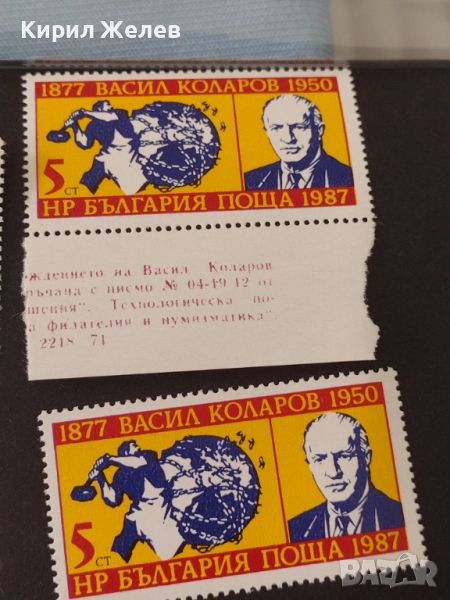 Кирил Желев
1877 ВАСИЛ КОЛАРОВ 1950
5 СТ
НР БЪЛГАРИЯ ПОЩА 1987
ждението на Васил Коларов
ръчана с писмо № 04-19 12 от
шения". Технологическа по-
а филателия и нумизматика".
2218 71
1877 ВАСИЛ КОЛАРОВ 1950
5 СТ
НР БЪЛГАРИЯ ПОЩА 1987
bazar